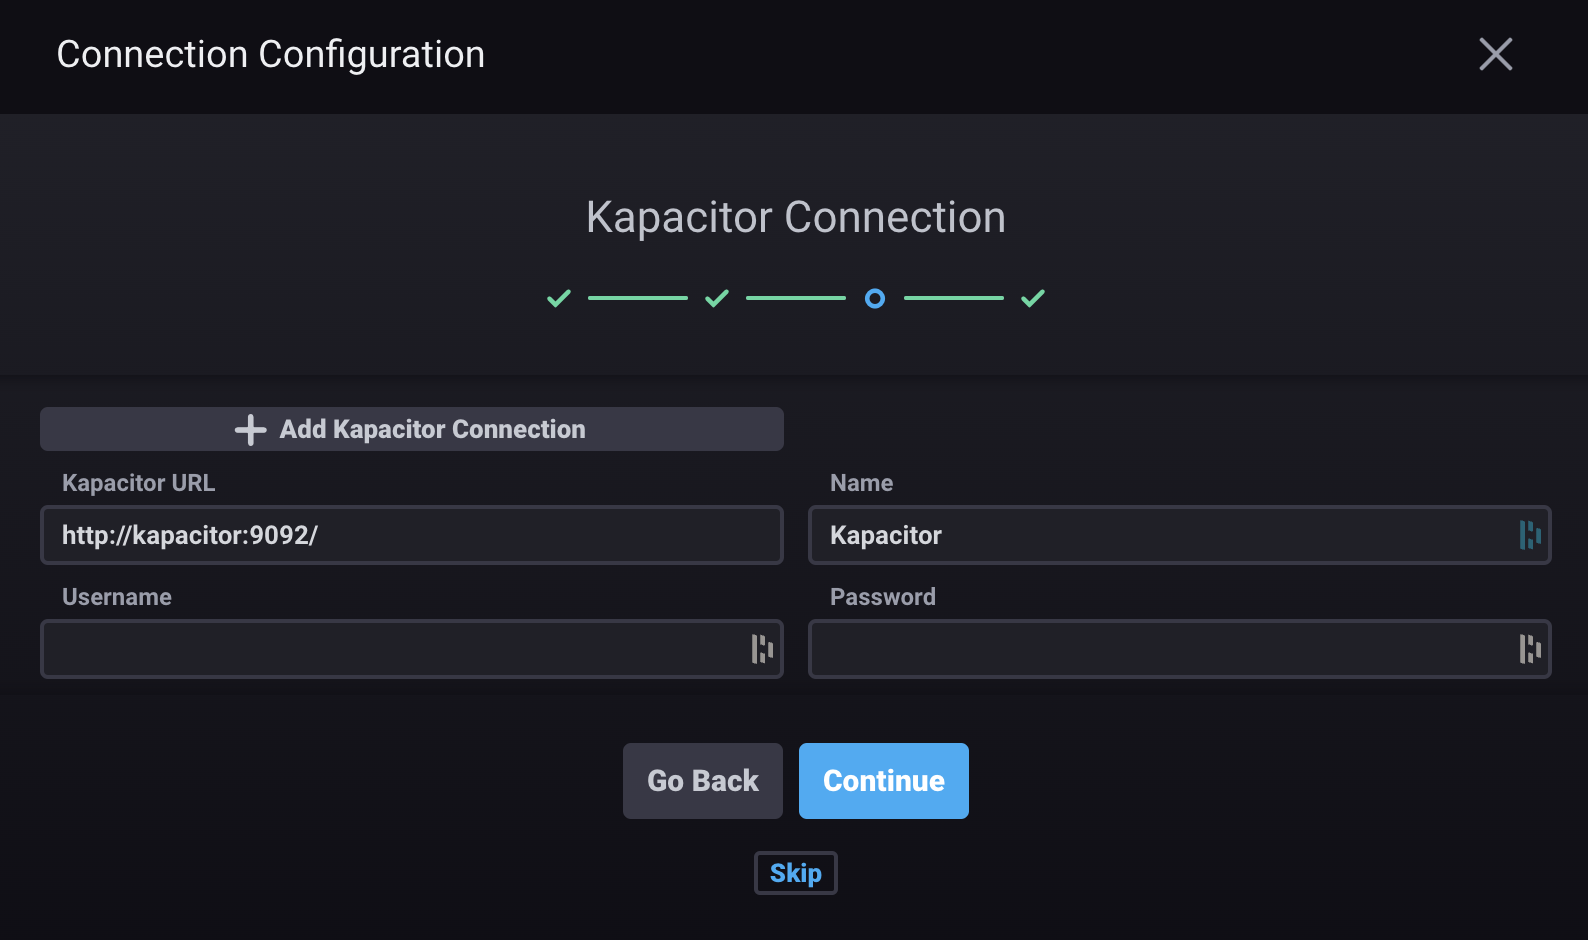 Connection Configuration
Kapacitor Connection
Add Kapacitor Connection
Kapacitor URL
http://kapacitor:9092/
Name
Kapacitor
Username
Password
Go Back
Continue
Skip